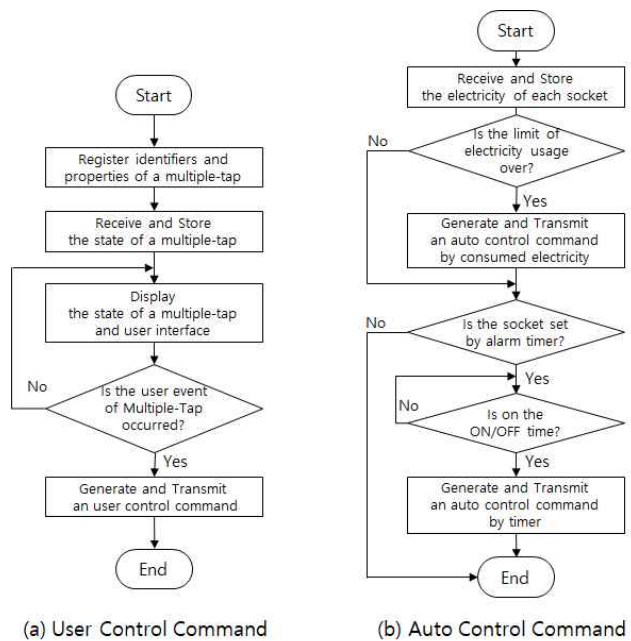 Start
Register identifiers and
properties of a multiple-tap
Receive and Store
the state of a multiple-tap
Display
the state of a multiple-tap
and user interface
No
Is the user event
of Multiple-Tap
occurred?
Yes
Generate and Transmit
an user control command
End
(a) User Control Command
Start
Receive and Store
the electricity of each socket
No
Is the limit of
electricity usage
over?
Yes
Generate and Transmit
an auto control command
by consumed electricity
No
Is the socket set
by alarm timer?
Yes
No
Is on the
ON/OFF time?
Yes
Generate and Transmit
an auto control command
by timer
End
(b) Auto Control Command